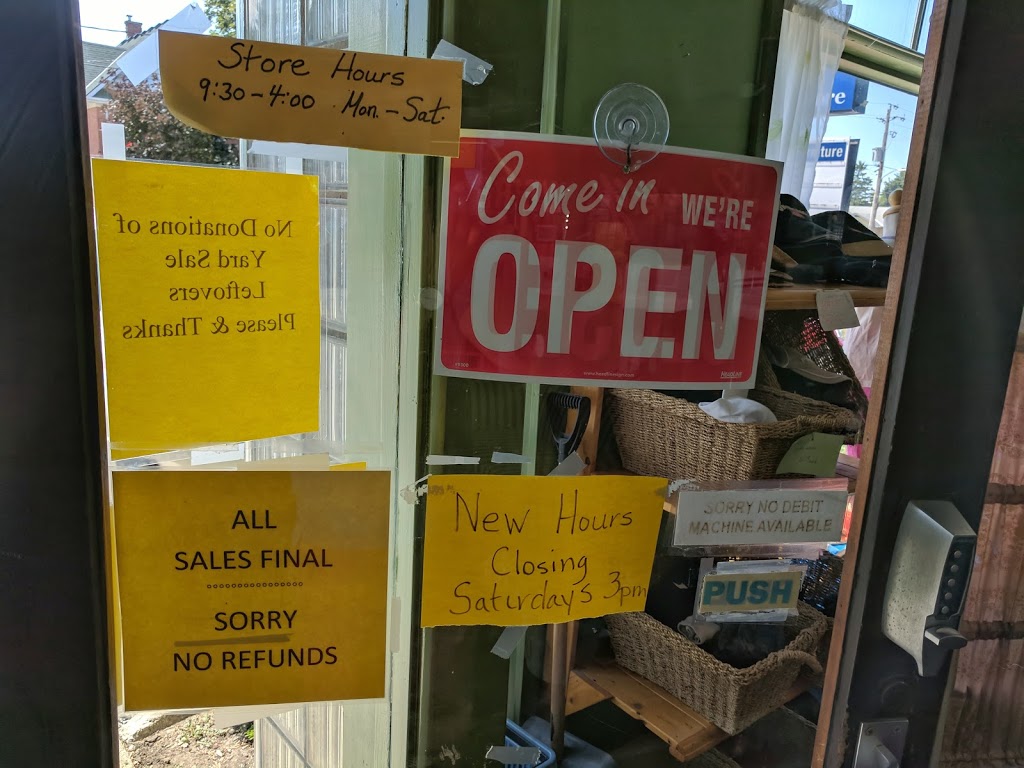 Store Hours
9:30-4:00 Mon.-Sat.
re
ture
Come in WE'RE
OPEN
No Donations of
Yard Sale
Leftovers
Please & Thanks
ALL
SALES FINAL
SORRY
NO REFUNDS
New Hours
Closing
Saturday's 3pm
SORRY NO DEBIT
MACHINE AVAILABLE
PUSH